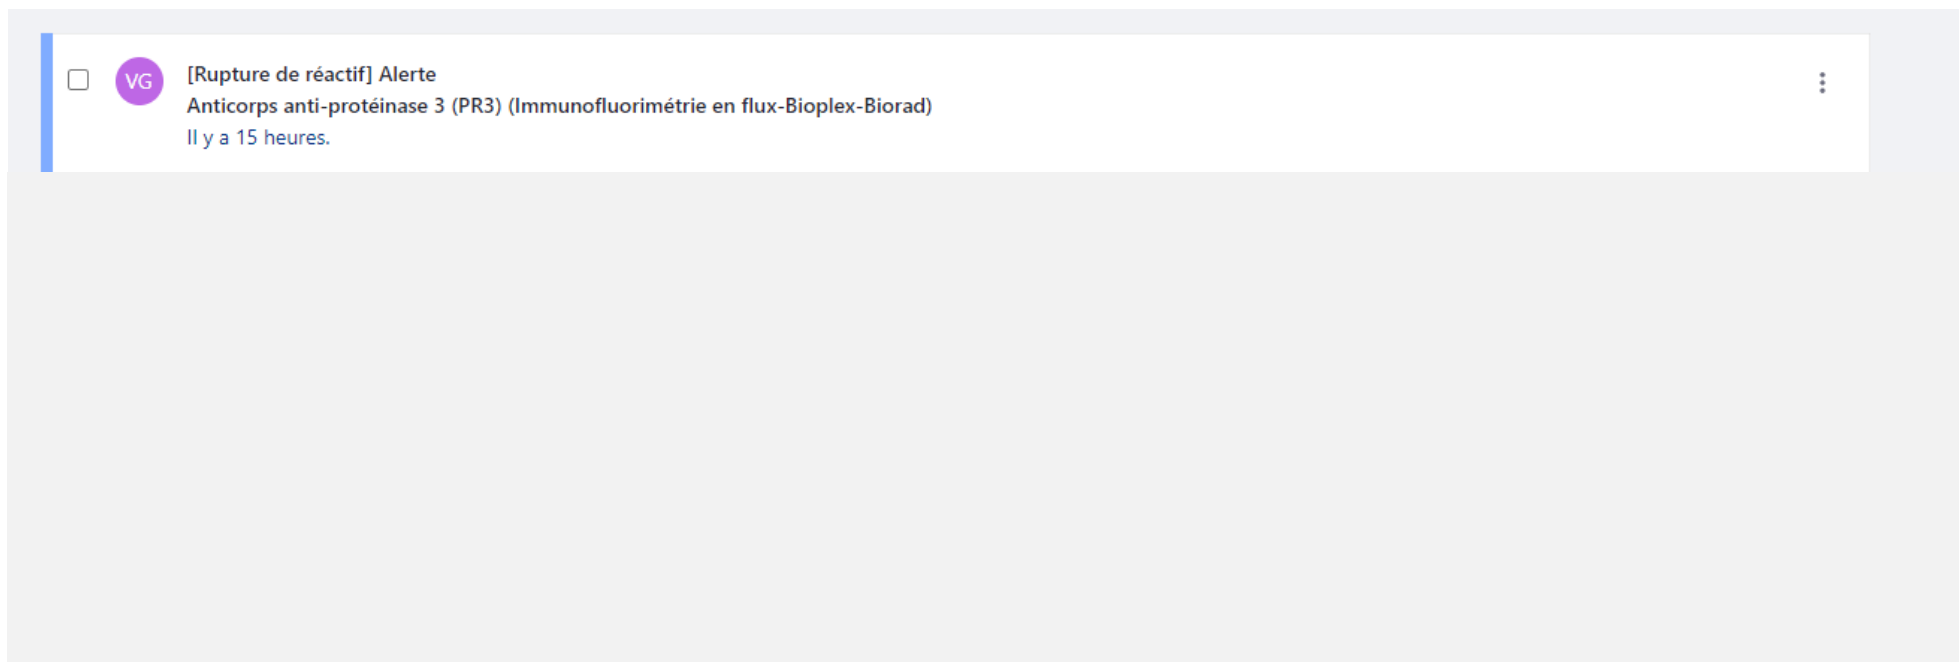 VG
[Rupture de réactif] Alerte
Anticorps anti-protéinase 3 (PR3) (Immunofluorimétrie en flux-Bioplex-Biorad)
Il y a 15 heures.